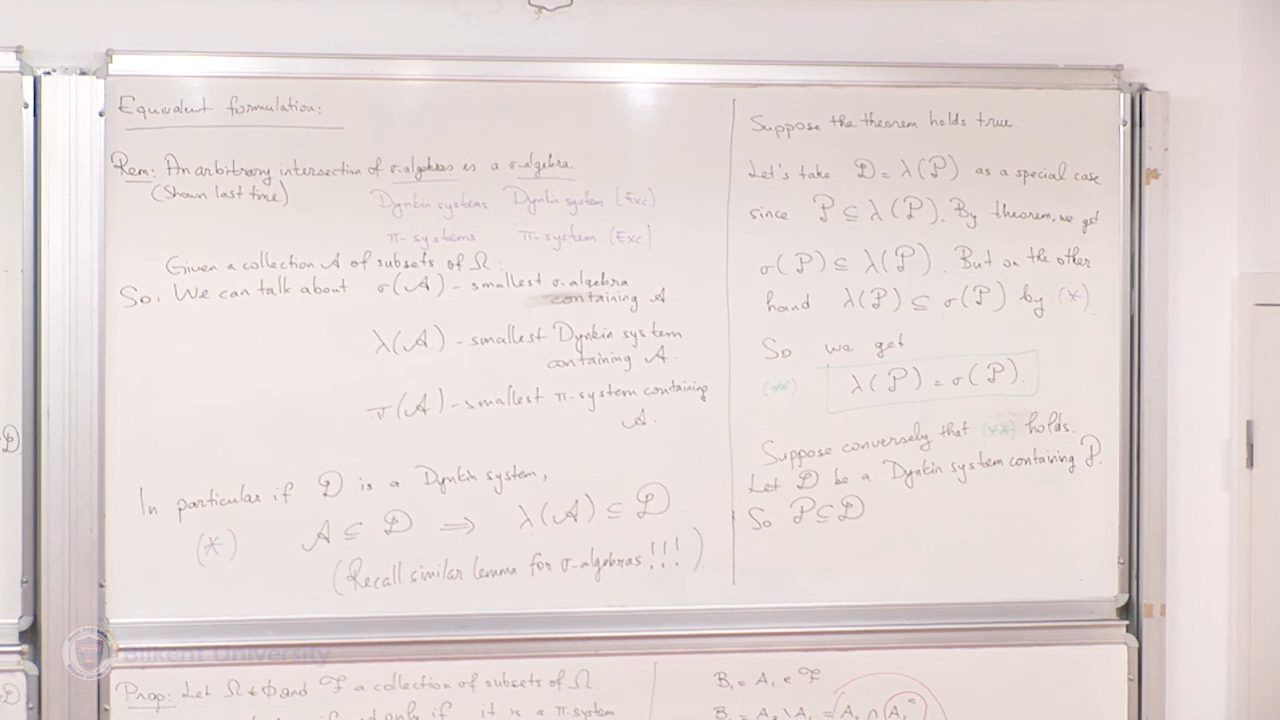 Equivalent formulation:
Rem: An arbitrary intersection of σ-algebras is a σ-algebra.
(Shown last time)
Dynkin systems Dynkin system (Exc.)
π-systems π-system (Exc.)
Given a collection 𝒜 of subsets of Ω:
So, We can talk about σ(𝒜) - smallest σ-algebra
containing 𝒜.
λ(𝒜) - smallest Dynkin system
containing 𝒜.
π(𝒜) - smallest π-system containing
𝒜.
In particular if 𝒟 is a Dynkin system,
(*) 𝒜 ⊆ 𝒟 ⟹ λ(𝒜) ⊆ 𝒟.
(Recall similar lemma for σ-algebras !!!)
Suppose the theorem holds true.
Let's take 𝒟 = λ(𝒫) as a special case
since 𝒫 ⊆ λ(𝒫). By theorem, we get
σ(𝒫) ⊆ λ(𝒫). But on the other
hand λ(𝒫) ⊆ σ(𝒫) by (*)
So we get
(**) λ(𝒫) = σ(𝒫).
Suppose conversely that (**) holds.
Let 𝒟 be a Dynkin system containing 𝒫.
So 𝒫 ⊆ 𝒟
𝒟
𝒟
Bilkent University
Prop: Let Ω ≠ ∅ and ℱ a collection of subsets of Ω
only if it is a π-system
B₁ = A₁ ∈ ℱ
B₂ = A₂ \ A₁ = A₂ ∩ A₁ᶜ